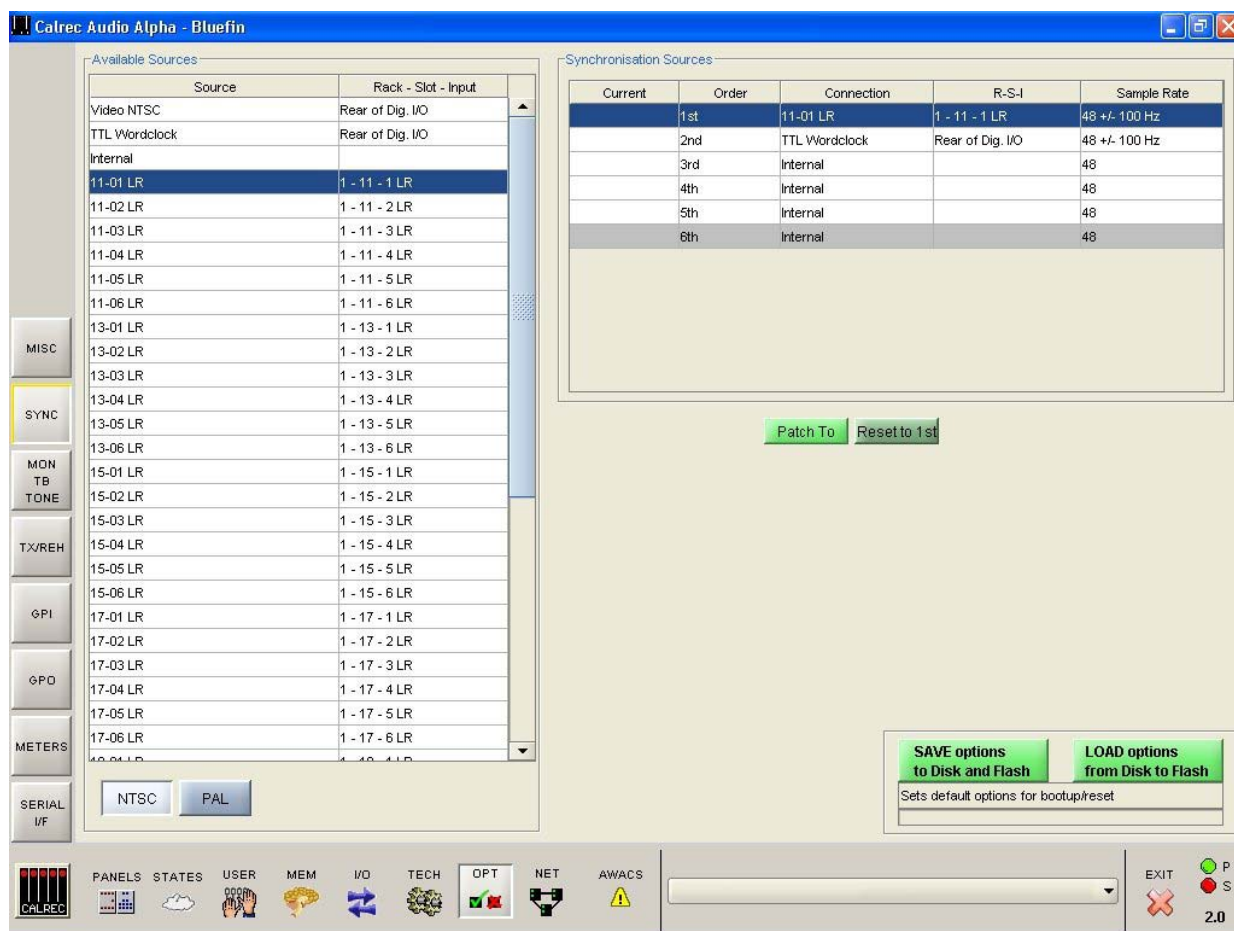 Calrec Audio Alpha - Bluefin
Available Sources
Source Rack - Slot - Input
Video NTSC Rear of Dig. I/O
TTL Wordclock Rear of Dig. I/O
Internal
11-01 LR 1 - 11 - 1 LR
11-02 LR 1 - 11 - 2 LR
11-03 LR 1 - 11 - 3 LR
11-04 LR 1 - 11 - 4 LR
11-05 LR 1 - 11 - 5 LR
11-06 LR 1 - 11 - 6 LR
13-01 LR 1 - 13 - 1 LR
13-02 LR 1 - 13 - 2 LR
13-03 LR 1 - 13 - 3 LR
13-04 LR 1 - 13 - 4 LR
13-05 LR 1 - 13 - 5 LR
13-06 LR 1 - 13 - 6 LR
15-01 LR 1 - 15 - 1 LR
15-02 LR 1 - 15 - 2 LR
15-03 LR 1 - 15 - 3 LR
15-04 LR 1 - 15 - 4 LR
15-05 LR 1 - 15 - 5 LR
15-06 LR 1 - 15 - 6 LR
17-01 LR 1 - 17 - 1 LR
17-02 LR 1 - 17 - 2 LR
17-03 LR 1 - 17 - 3 LR
17-04 LR 1 - 17 - 4 LR
17-05 LR 1 - 17 - 5 LR
17-06 LR 1 - 17 - 6 LR
NTSC PAL
Synchronisation Sources
Current Order Connection R-S-I Sample Rate
1st 11-01 LR 1 - 11 - 1 LR 48 +/- 100 Hz
2nd TTL Wordclock Rear of Dig. I/O 48 +/- 100 Hz
3rd Internal 48
4th Internal 48
5th Internal 48
6th Internal 48
Patch To Reset to 1st
SAVE options
to Disk and Flash
LOAD options
from Disk to Flash
Sets default options for bootup/reset
MISC
SYNC
MON
TB
TONE
TX/REH
GPI
GPO
METERS
SERIAL
I/F
CALREC
PANELS STATES USER MEM I/O TECH OPT NET AWACS
EXIT
P
S
2.0